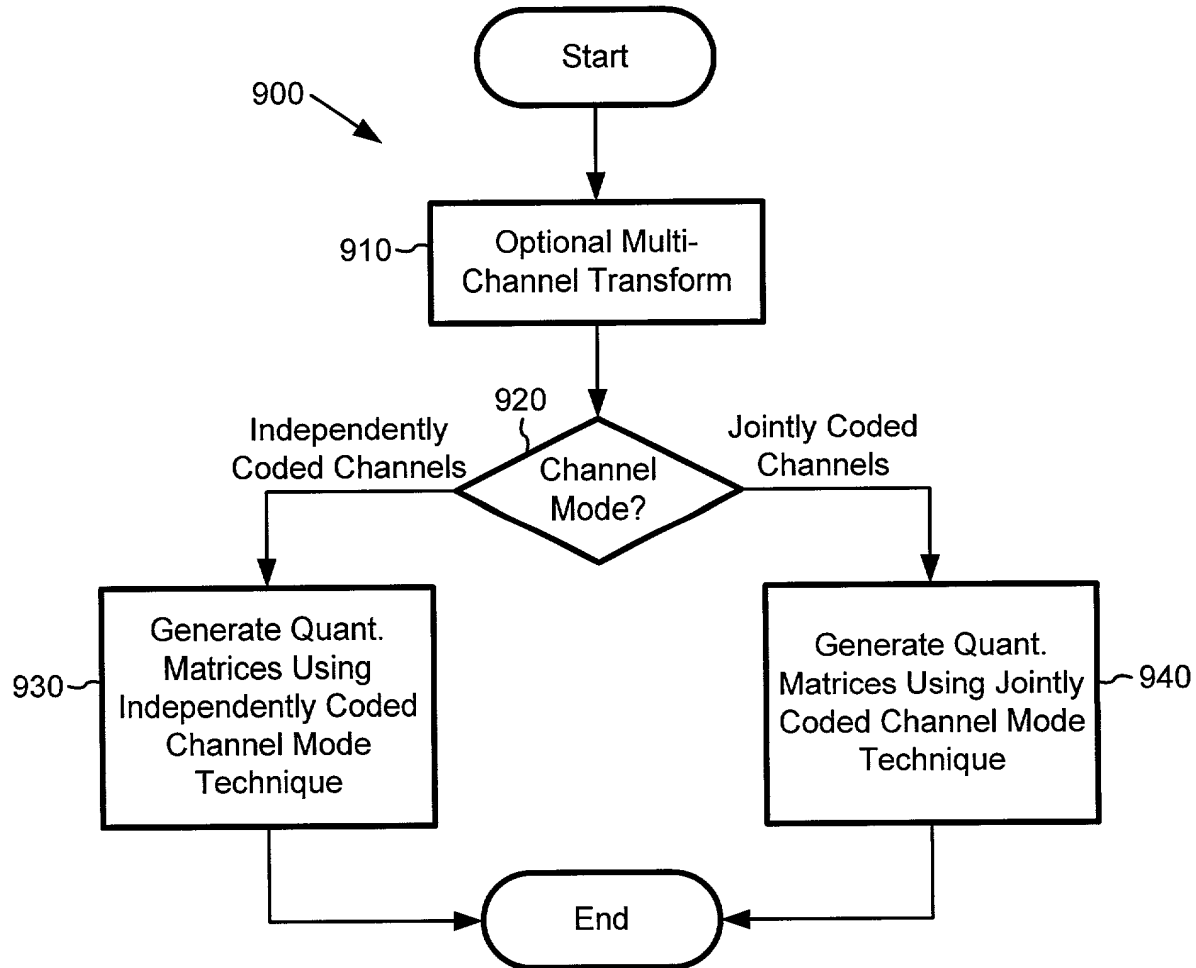 Start
900
910
Optional Multi-
Channel Transform
920
Independently
Coded Channels
Channel
Mode?
Jointly Coded
Channels
930
Generate Quant.
Matrices Using
Independently Coded
Channel Mode
Technique
Generate Quant.
Matrices Using Jointly
Coded Channel Mode
Technique
940
End